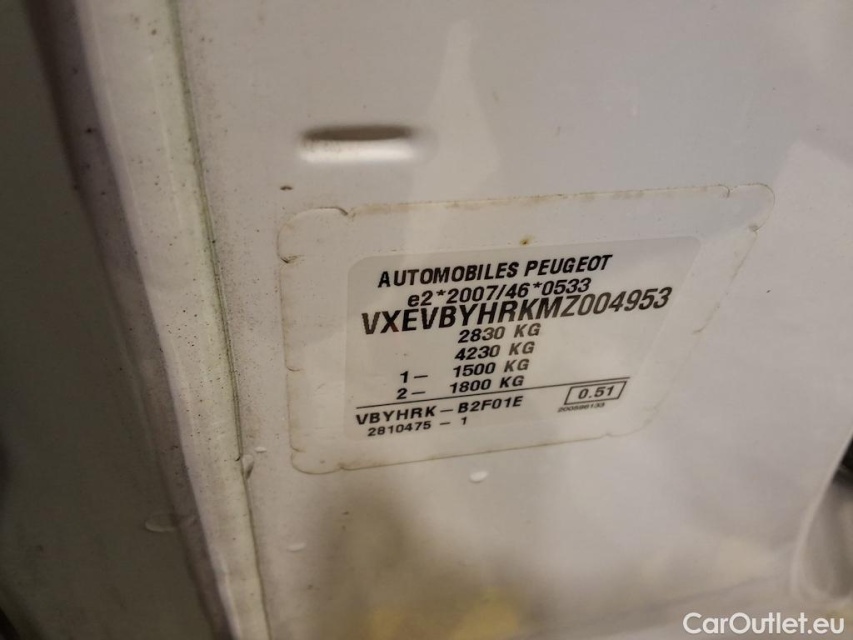 AUTOMOBILES PEUGEOT
e2*2007/46*0533
VXEVBYHRKMZ004953
2830 KG
4230 KG
1- 1500 KG
2- 1800 KG
VBYHRK-B2F01E 0.51
2810475-1
CarOutlet.eu